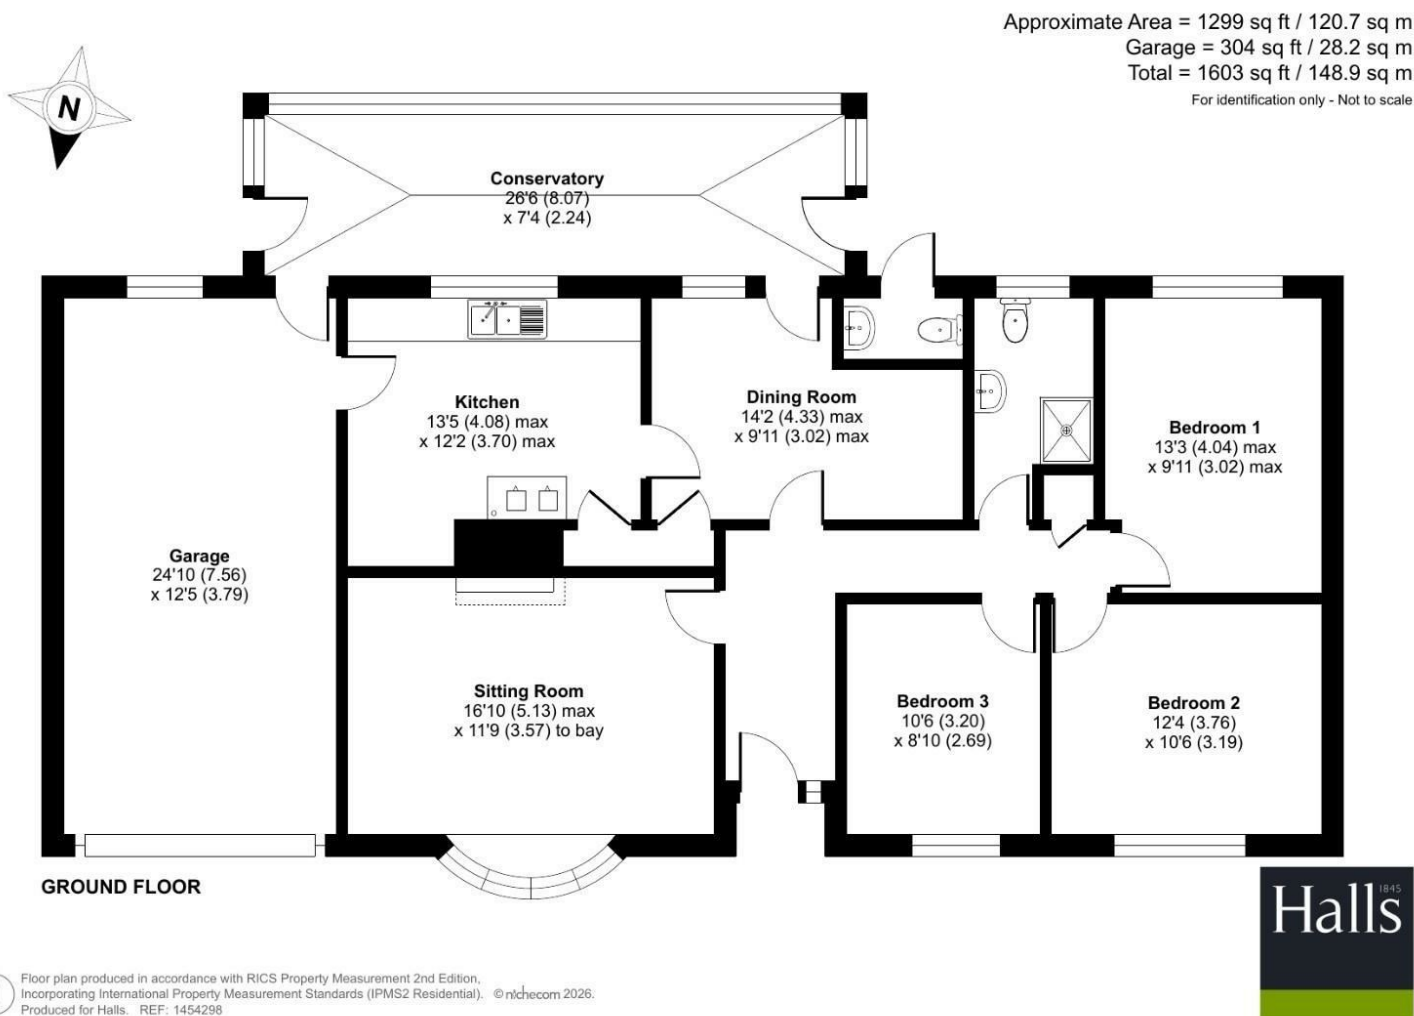 Approximate Area = 1299 sq ft / 120.7 sq m
Garage = 304 sq ft / 28.2 sq m
Total = 1603 sq ft / 148.9 sq m
For identification only - Not to scale
N
Conservatory
26'6 (8.07)
x 7'4 (2.24)
Kitchen
13'5 (4.08) max
x 12'2 (3.70) max
Dining Room
14'2 (4.33) max
x 9'11 (3.02) max
Bedroom 1
13'3 (4.04) max
x 9'11 (3.02) max
Garage
24'10 (7.56)
x 12'5 (3.79)
Sitting Room
16'10 (5.13) max
x 11'9 (3.57) to bay
Bedroom 3
10'6 (3.20)
x 8'10 (2.69)
Bedroom 2
12'4 (3.76)
x 10'6 (3.19)
GROUND FLOOR
Halls 1845
Floor plan produced in accordance with RICS Property Measurement 2nd Edition,
Incorporating International Property Measurement Standards (IPMS2 Residential). © nichecom 2026.
Produced for Halls. REF: 1454298